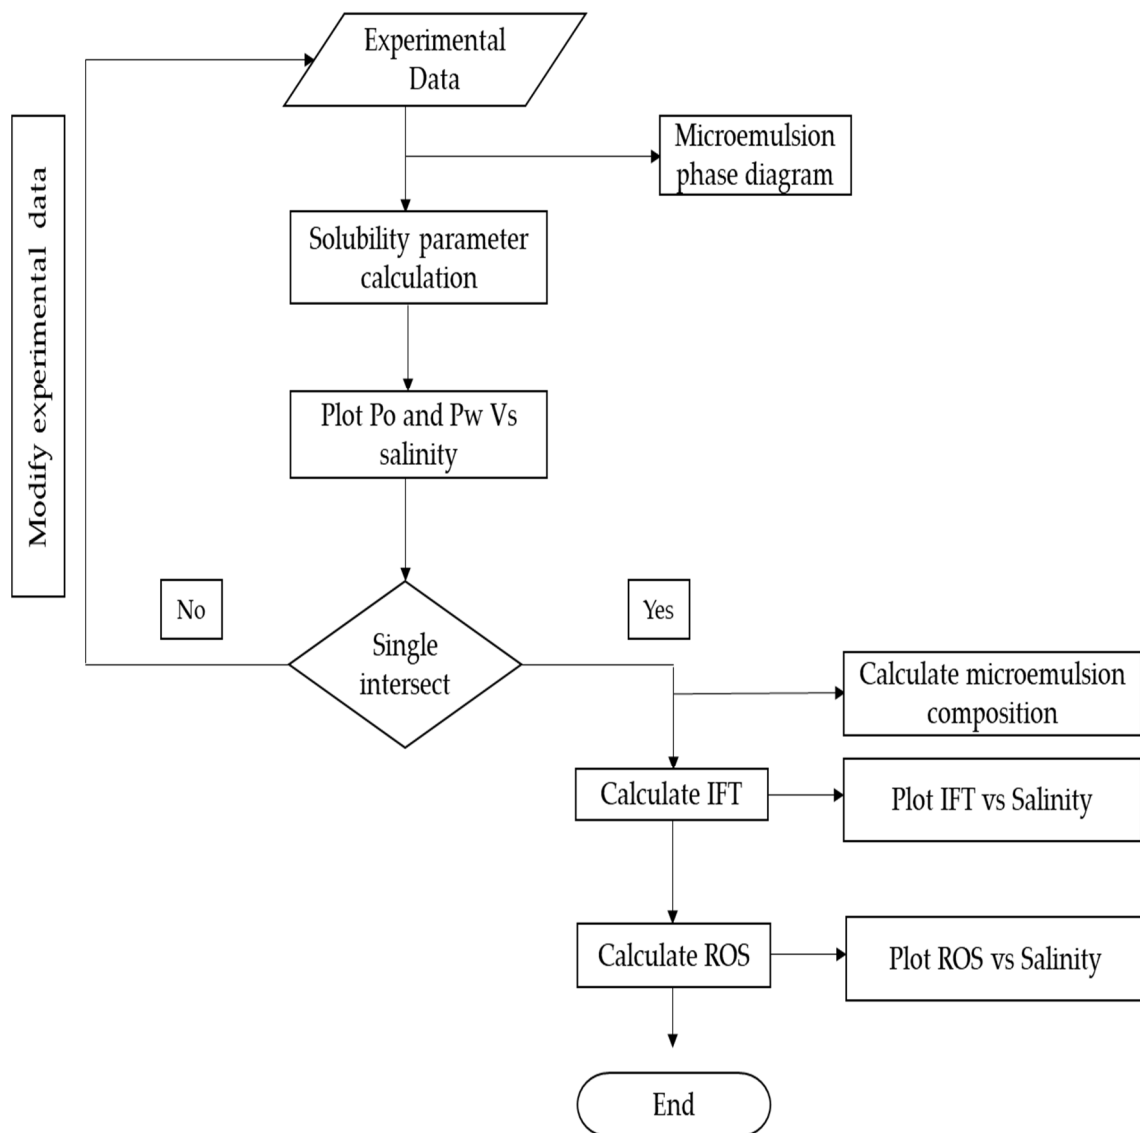 Experimental
Data
Microemulsion
phase diagram
Modify experimental data
Solubility parameter
calculation
Plot Po and Pw Vs
salinity
No
Yes
Single
intersect
Calculate microemulsion
composition
Calculate IFT
Plot IFT vs Salinity
Calculate ROS
Plot ROS vs Salinity
End